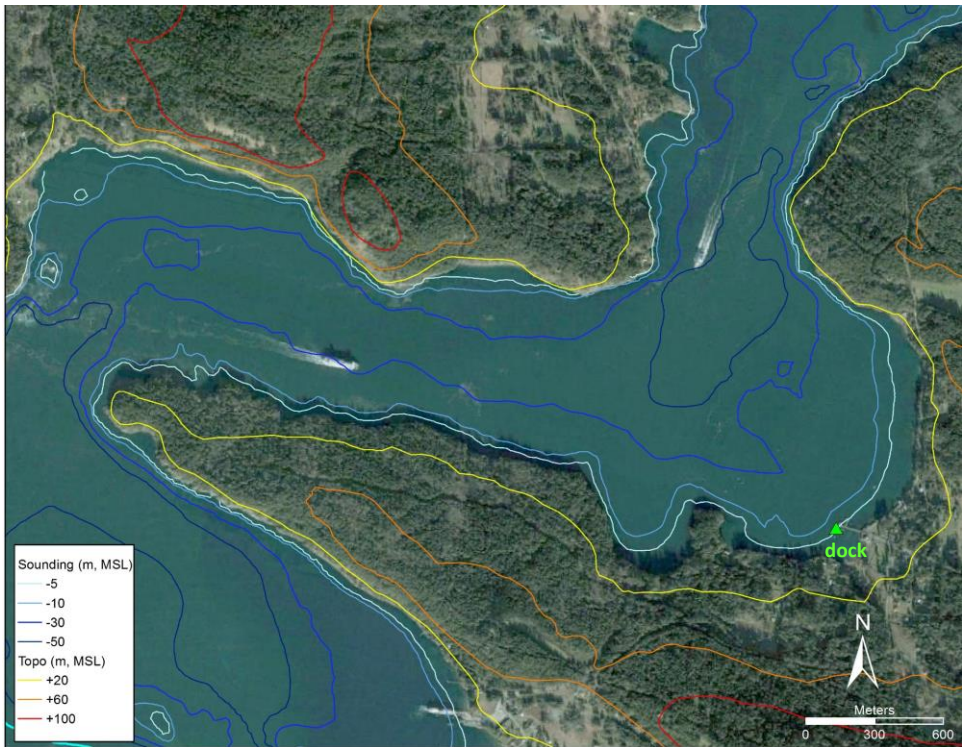 dock
Sounding (m, MSL)
-5
-10
-30
-50
Topo (m, MSL)
+20
+60
+100
N
Meters
0 300 600